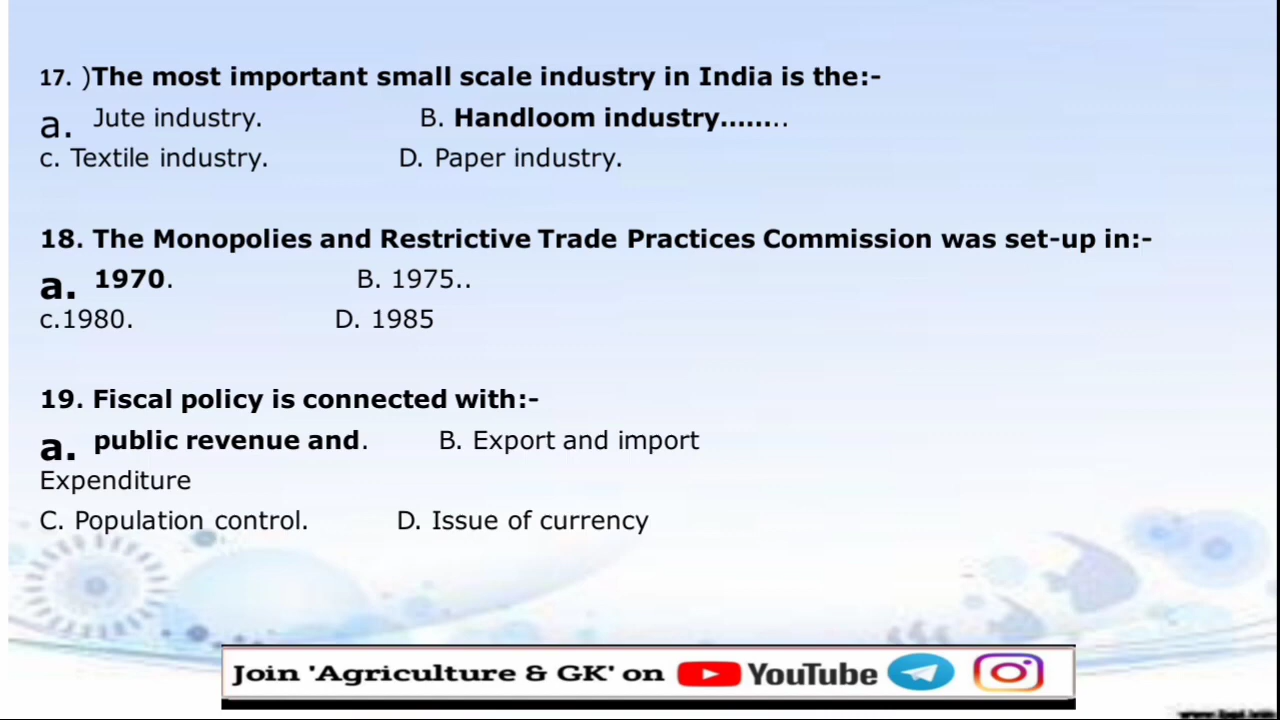 17. )The most important small scale industry in India is the:-
a. Jute industry. B. Handloom industry........
c. Textile industry. D. Paper industry.
18. The Monopolies and Restrictive Trade Practices Commission was set-up in:-
a. 1970. B. 1975..
c.1980. D. 1985
19. Fiscal policy is connected with:-
a. public revenue and. B. Export and import
Expenditure
C. Population control. D. Issue of currency
Join 'Agriculture & GK' on YouTube